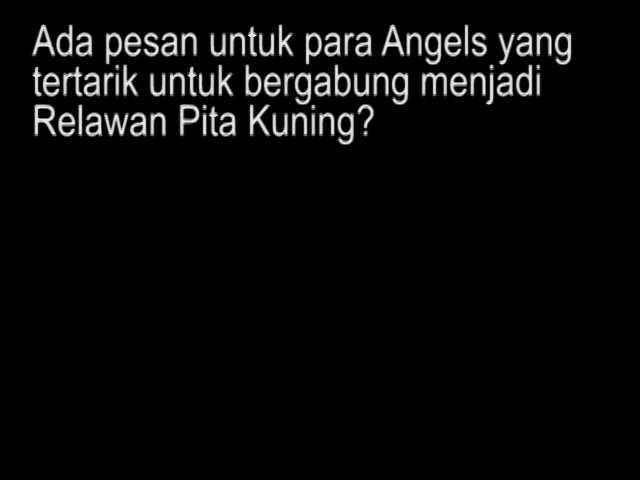 Ada pesan untuk para Angels yang
tertarik untuk bergabung menjadi
Relawan Pita Kuning?